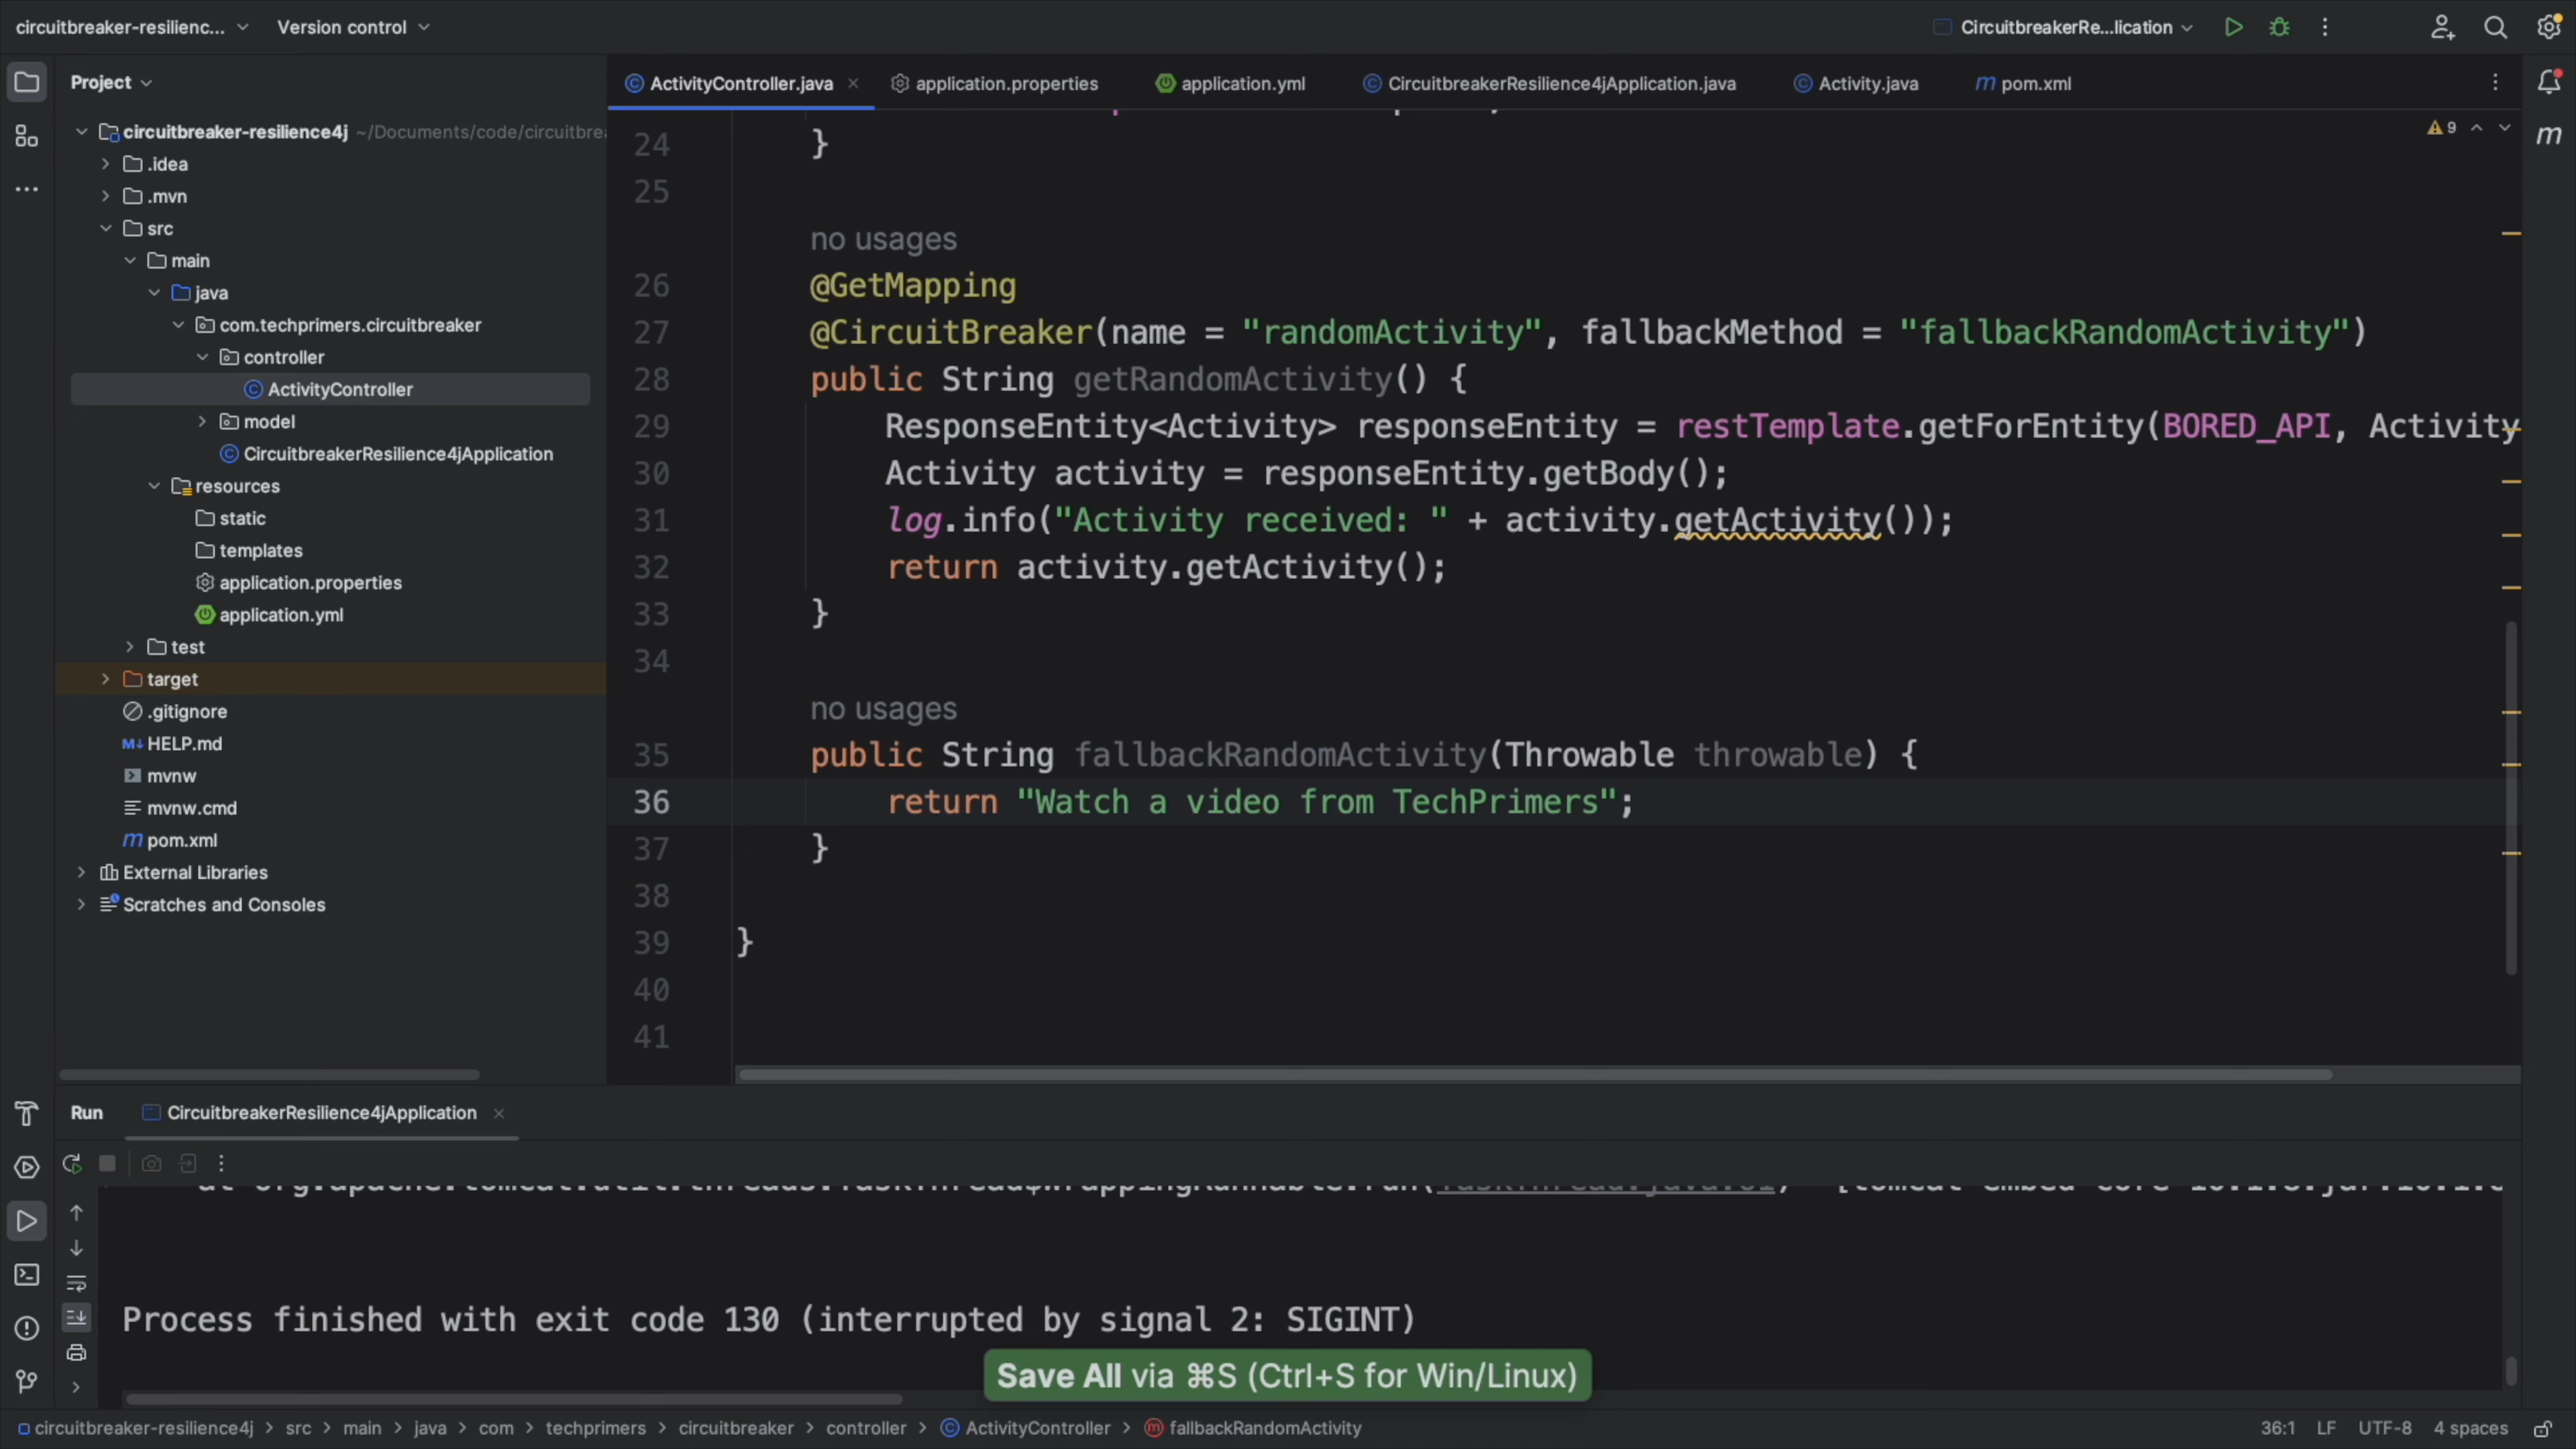 circuitbreaker-resilienc...
Version control
CircuitbreakerRe...lication
Project
ActivityController.java
application.properties
application.yml
CircuitbreakerResilience4jApplication.java
Activity.java
pom.xml
circuitbreaker-resilience4j ~/Documents/code/circuitbrea
.idea
.mvn
src
main
java
com.techprimers.circuitbreaker
controller
ActivityController
model
CircuitbreakerResilience4jApplication
resources
static
templates
application.properties
application.yml
test
target
.gitignore
HELP.md
mvnw
mvnw.cmd
pom.xml
External Libraries
Scratches and Consoles
9
24 }
25
no usages
26 @GetMapping
27 @CircuitBreaker(name = "randomActivity", fallbackMethod = "fallbackRandomActivity")
28 public String getRandomActivity() {
29 ResponseEntity<Activity> responseEntity = restTemplate.getForEntity(BORED_API, Activity
30 Activity activity = responseEntity.getBody();
31 log.info("Activity received: " + activity.getActivity());
32 return activity.getActivity();
33 }
34
no usages
35 public String fallbackRandomActivity(Throwable throwable) {
36 return "Watch a video from TechPrimers";
37 }
38
39 }
40
41
Run
CircuitbreakerResilience4jApplication
Process finished with exit code 130 (interrupted by signal 2: SIGINT)
Save All via ⌘S (Ctrl+S for Win/Linux)
circuitbreaker-resilience4j > src > main > java > com > techprimers > circuitbreaker > controller > ActivityController > fallbackRandomActivity
36:1 LF UTF-8 4 spaces